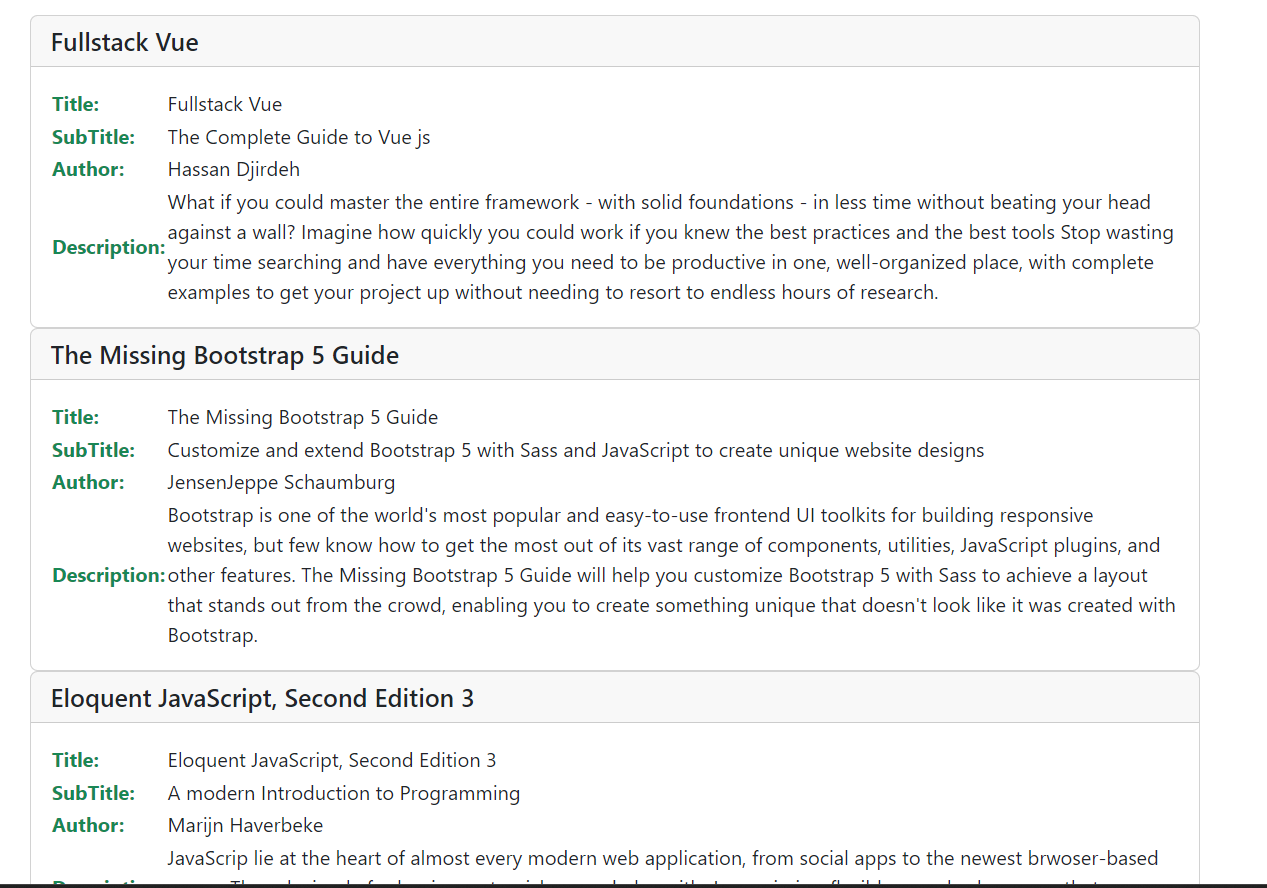 Fullstack Vue
Title: Fullstack Vue
SubTitle: The Complete Guide to Vue js
Author: Hassan Djirdeh
What if you could master the entire framework - with solid foundations - in less time without beating your head
against a wall? Imagine how quickly you could work if you knew the best practices and the best tools Stop wasting
Description:
your time searching and have everything you need to be productive in one, well-organized place, with complete
examples to get your project up without needing to resort to endless hours of research.
The Missing Bootstrap 5 Guide
Title: The Missing Bootstrap 5 Guide
SubTitle: Customize and extend Bootstrap 5 with Sass and JavaScript to create unique website designs
Author: JensenJeppe Schaumburg
Bootstrap is one of the world's most popular and easy-to-use frontend UI toolkits for building responsive
websites, but few know how to get the most out of its vast range of components, utilities, JavaScript plugins, and
Description: other features. The Missing Bootstrap 5 Guide will help you customize Bootstrap 5 with Sass to achieve a layout
that stands out from the crowd, enabling you to create something unique that doesn't look like it was created with
Bootstrap.
Eloquent JavaScript, Second Edition 3
Title: Eloquent JavaScript, Second Edition 3
SubTitle: A modern Introduction to Programming
Author: Marijn Haverbeke
JavaScrip lie at the heart of almost every modern web application, from social apps to the newest brwoser-based